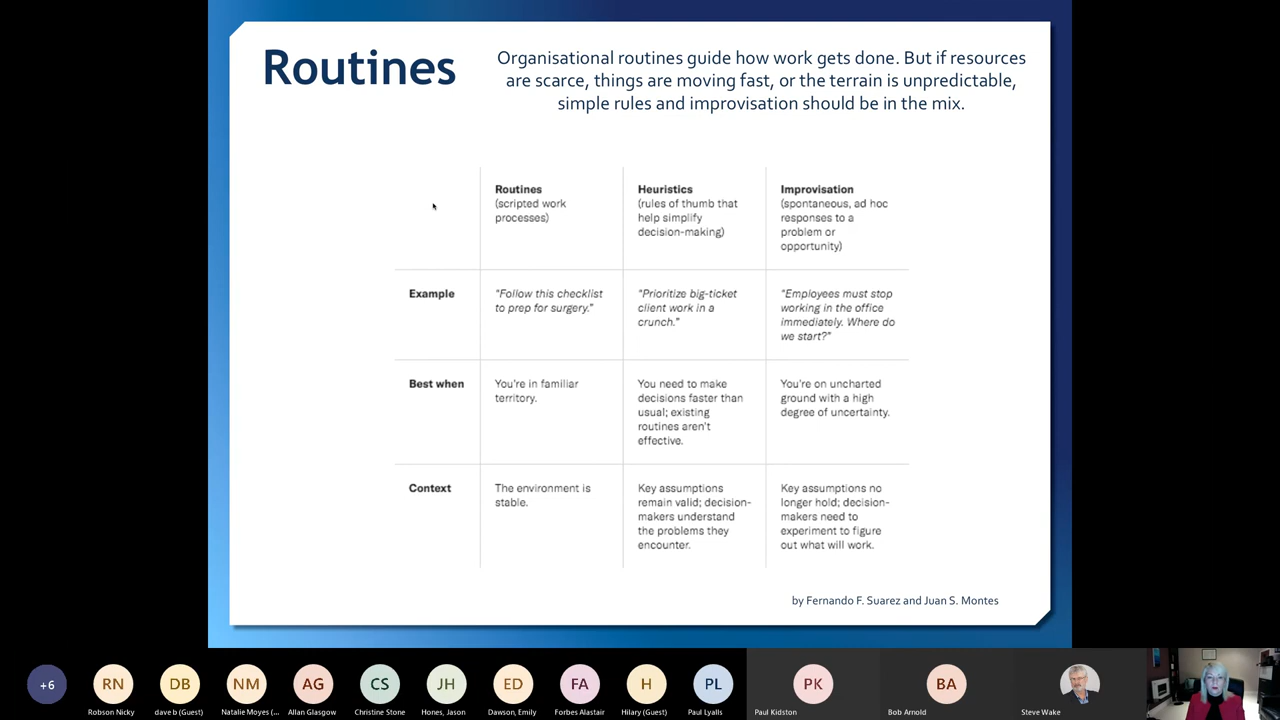 Routines
Organisational routines guide how work gets done. But if resources
are scarce, things are moving fast, or the terrain is unpredictable,
simple rules and improvisation should be in the mix.
Routines
(scripted work
processes)
Heuristics
(rules of thumb that
help simplify
decision-making)
Improvisation
(spontaneous, ad hoc
responses to a
problem or
opportunity)
Example
“Follow this checklist
to prep for surgery.”
“Prioritize big-ticket
client work in a
crunch.”
“Employees must stop
working in the office
immediately. Where do
we start?”
Best when
You’re in familiar
territory.
You need to make
decisions faster than
usual; existing
routines aren’t
effective.
You’re on uncharted
ground with a high
degree of uncertainty.
Context
The environment is
stable.
Key assumptions
remain valid; decision-
makers understand
the problems they
encounter.
Key assumptions no
longer hold; decision-
makers need to
experiment to figure
out what will work.
by Fernando F. Suarez and Juan S. Montes
+6
RN
DB
NM
AG
CS
JH
ED
FA
H
PL
PK
BA
Robson Nicky
dave b (Guest)
Natalie Moyes (...
Allan Glasgow
Christine Stone
Hones, Jason
Dawson, Emily
Forbes Alastair
Hilary (Guest)
Paul Lyalls
Paul Kidston
Bob Arnold
Steve Wake